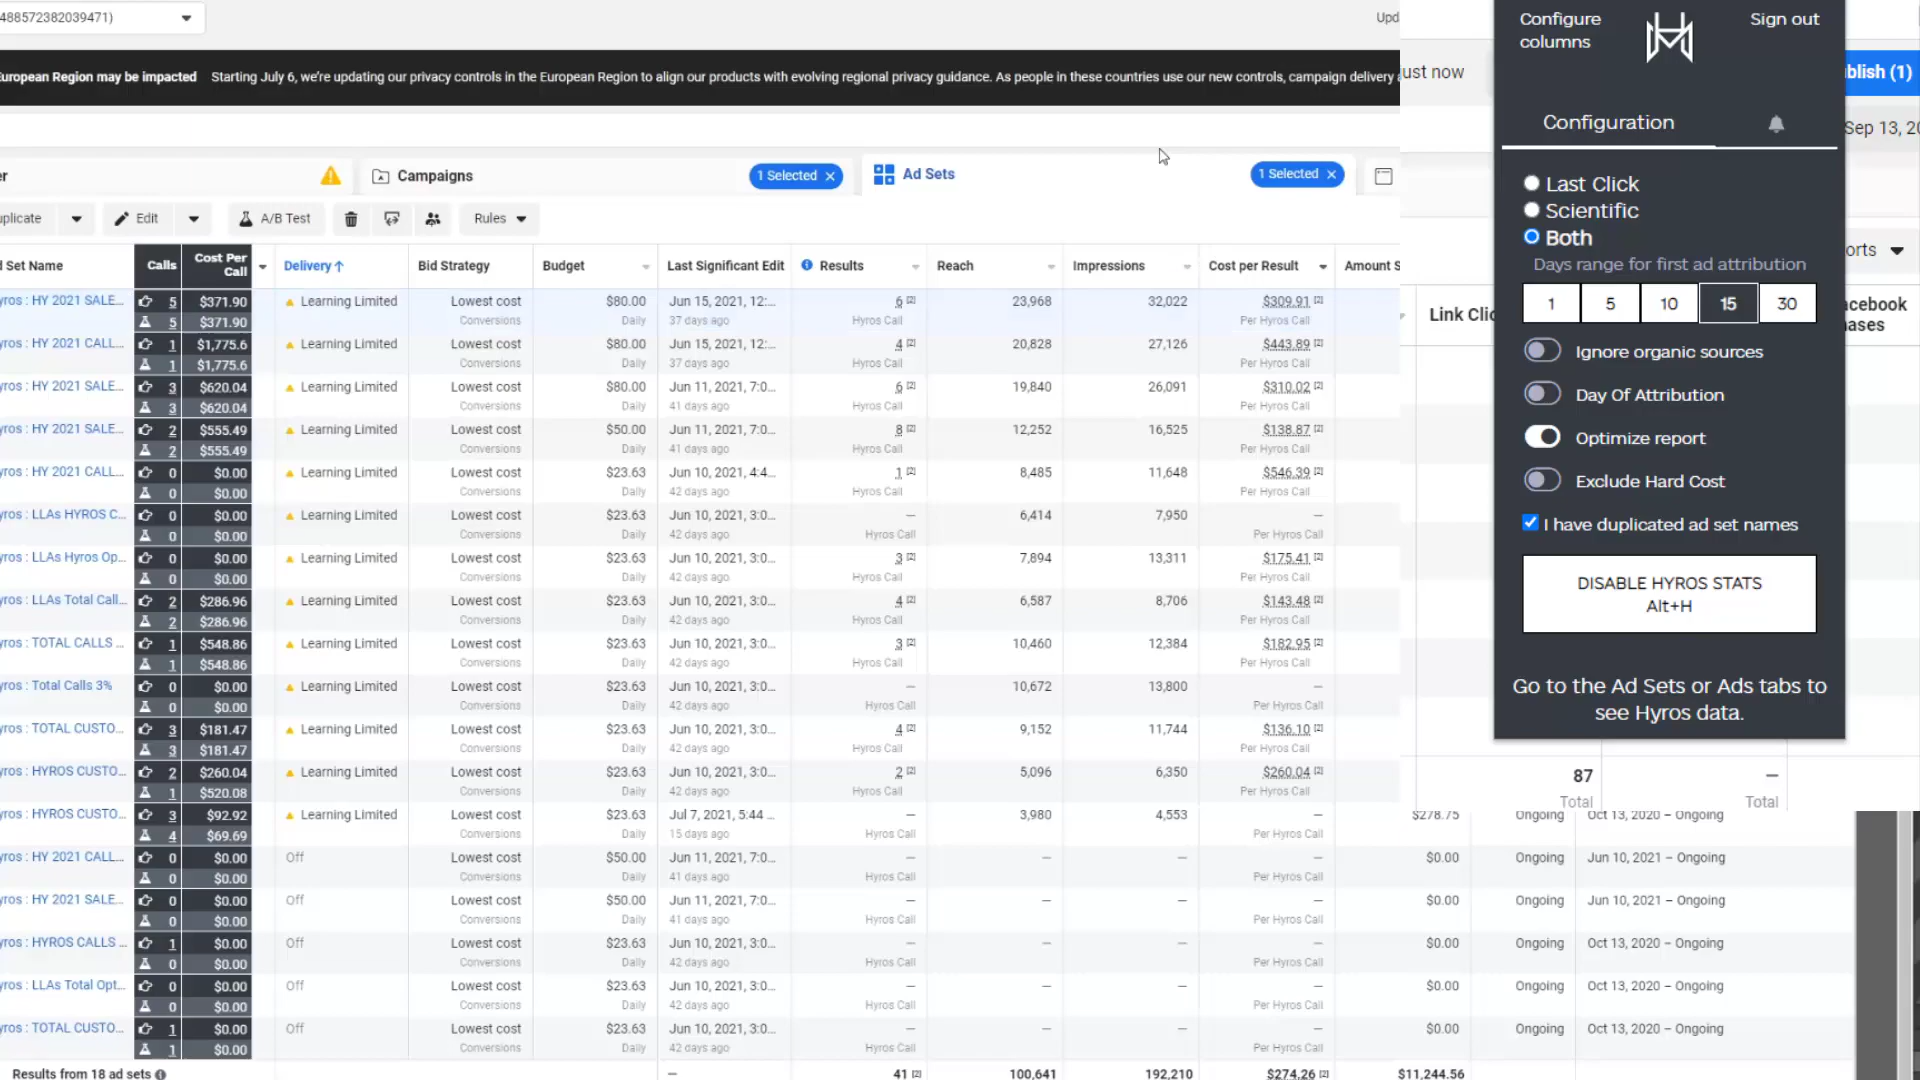 488572382039471)
Upd
uropean Region may be impacted Starting July 6, we're updating our privacy controls in the European Region to align our products with evolving regional privacy guidance. As people in these countries use our new controls, campaign delivery
er
Campaigns
1 Selected ×
Ad Sets
1 Selected ×
uplicate
Edit
A/B Test
Rules
d Set Name Calls Cost Per Call Delivery↑ Bid Strategy Budget Last Significant Edit Results Reach Impressions Cost per Result Amount S
yros : HY 2021 SALE... 5 $371.90 Learning Limited Lowest cost $80.00 Jun 15, 2021, 12:... 6 [2] 23,968 32,022 $309.91 [2]
5 $371.90 Conversions Daily 37 days ago Hyros Call Per Hyros Call
yros : HY 2021 CALL... 1 $1,775.6 Learning Limited Lowest cost $80.00 Jun 15, 2021, 12:... 4 [2] 20,828 27,126 $443.89 [2]
1 $1,775.6 Conversions Daily 37 days ago Hyros Call Per Hyros Call
yros : HY 2021 SALE... 3 $620.04 Learning Limited Lowest cost $80.00 Jun 11, 2021, 7:0... 6 [2] 19,840 26,091 $310.02 [2]
3 $620.04 Conversions Daily 41 days ago Hyros Call Per Hyros Call
yros : HY 2021 SALE... 2 $555.49 Learning Limited Lowest cost $50.00 Jun 11, 2021, 7:0... 8 [2] 12,252 16,525 $138.87 [2]
2 $555.49 Conversions Daily 41 days ago Hyros Call Per Hyros Call
yros : HY 2021 CALL... 0 $0.00 Learning Limited Lowest cost $23.63 Jun 10, 2021, 4:4... 1 [2] 8,485 11,648 $546.39 [2]
0 $0.00 Conversions Daily 42 days ago Hyros Call Per Hyros Call
yros : LLAs HYROS C... 0 $0.00 Learning Limited Lowest cost $23.63 Jun 10, 2021, 3:0... — 6,414 7,950 —
0 $0.00 Conversions Daily 42 days ago Hyros Call Per Hyros Call
yros : LLAs Hyros Op... 0 $0.00 Learning Limited Lowest cost $23.63 Jun 10, 2021, 3:0... 3 [2] 7,894 13,311 $175.41 [2]
0 $0.00 Conversions Daily 42 days ago Hyros Call Per Hyros Call
yros : LLAs Total Call... 2 $286.96 Learning Limited Lowest cost $23.63 Jun 10, 2021, 3:0... 4 [2] 6,587 8,706 $143.48 [2]
2 $286.96 Conversions Daily 42 days ago Hyros Call Per Hyros Call
yros : TOTAL CALLS ... 1 $548.86 Learning Limited Lowest cost $23.63 Jun 10, 2021, 3:0... 3 [2] 10,460 12,384 $182.95 [2]
1 $548.86 Conversions Daily 42 days ago Hyros Call Per Hyros Call
yros : Total Calls 3% 0 $0.00 Learning Limited Lowest cost $23.63 Jun 10, 2021, 3:0... — 10,672 13,800 —
0 $0.00 Conversions Daily 42 days ago Hyros Call Per Hyros Call
yros : TOTAL CUSTO... 3 $181.47 Learning Limited Lowest cost $23.63 Jun 10, 2021, 3:0... 4 [2] 9,152 11,744 $136.10 [2]
3 $181.47 Conversions Daily 42 days ago Hyros Call Per Hyros Call
yros : HYROS CUSTO... 2 $260.04 Learning Limited Lowest cost $23.63 Jun 10, 2021, 3:0... 2 [2] 5,096 6,350 $260.04 [2]
1 $520.08 Conversions Daily 42 days ago Hyros Call Per Hyros Call
yros : HYROS CUSTO... 3 $92.92 Learning Limited Lowest cost $23.63 Jul 7, 2021, 5:44 ... — 3,980 4,553 — $278.75 Ongoing Oct 13, 2020 – Ongoing
4 $69.69 Conversions Daily 15 days ago Hyros Call Per Hyros Call
yros : HY 2021 CALL... 0 $0.00 Off Lowest cost $50.00 Jun 11, 2021, 7:0... — — — — $0.00 Ongoing Jun 10, 2021 – Ongoing
0 $0.00 Conversions Daily 41 days ago Hyros Call Per Hyros Call
yros : HY 2021 SALE... 0 $0.00 Off Lowest cost $50.00 Jun 11, 2021, 7:0... — — — — $0.00 Ongoing Jun 10, 2021 – Ongoing
0 $0.00 Conversions Daily 41 days ago Hyros Call Per Hyros Call
yros : HYROS CALLS ... 1 $0.00 Off Lowest cost $23.63 Jun 10, 2021, 3:0... — — — — $0.00 Ongoing Oct 13, 2020 – Ongoing
0 $0.00 Conversions Daily 42 days ago Hyros Call Per Hyros Call
yros : LLAs Total Opt... 0 $0.00 Off Lowest cost $23.63 Jun 10, 2021, 3:0... — — — — $0.00 Ongoing Oct 13, 2020 – Ongoing
0 $0.00 Conversions Daily 42 days ago Hyros Call Per Hyros Call
yros : TOTAL CUSTO... 1 $0.00 Off Lowest cost $23.63 Jun 10, 2021, 3:0... — — — — $0.00 Ongoing Oct 13, 2020 – Ongoing
1 $0.00 Conversions Daily 42 days ago Hyros Call Per Hyros Call
Results from 18 ad sets — 41 [2] 100,641 192,210 $274.26 [2] $11,244.56
ust now
blish (1)
Sep 13, 20
orts
Link Clic
acebook
ases
87
Total
—
Total
Configure columns
Sign out
Configuration
Last Click
Scientific
Both
Days range for first ad attribution
1 5 10 15 30
Ignore organic sources
Day Of Attribution
Optimize report
Exclude Hard Cost
I have duplicated ad set names
DISABLE HYROS STATS
Alt+H
Go to the Ad Sets or Ads tabs to
see Hyros data.